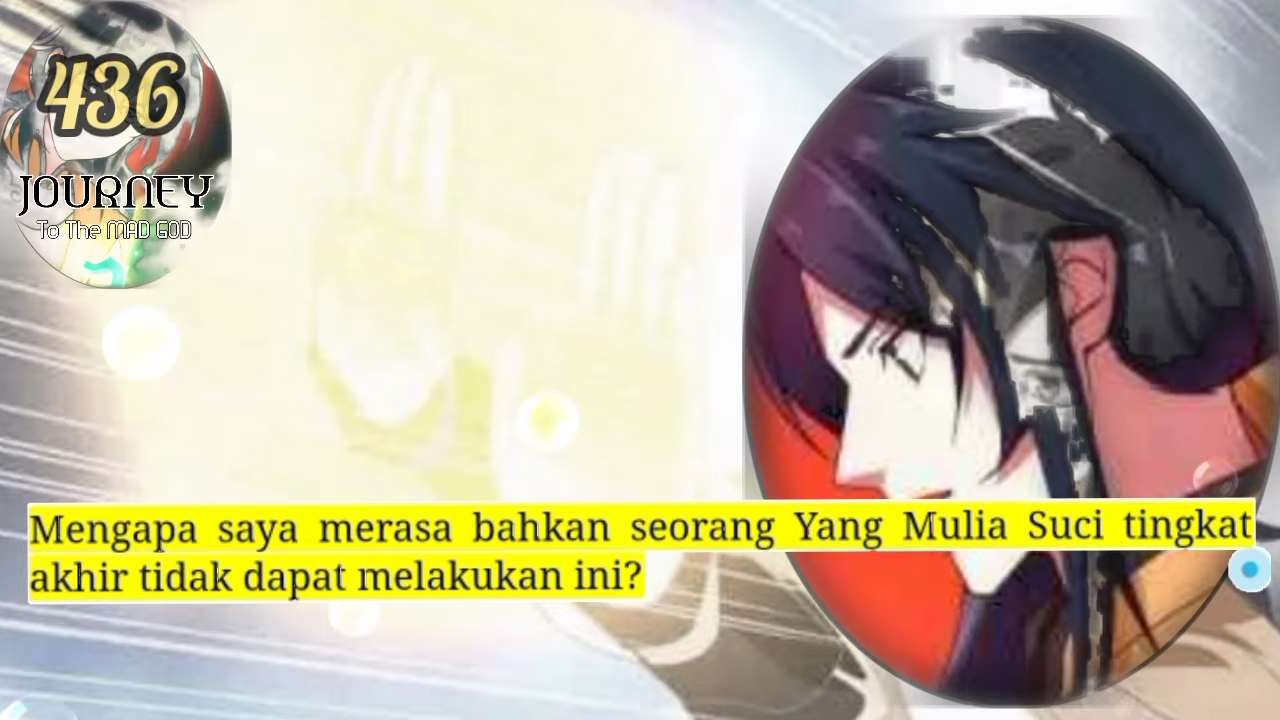 436
JOURNEY
To The MAD GOD
Mengapa saya merasa bahkan seorang Yang Mulia Suci tingkat
akhir tidak dapat melakukan ini?